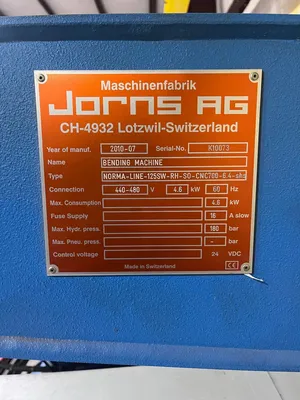 Maschinenfabrik
Jorns AG
CH-4932 Lotzwil-Switzerland
Year of manuf. 2010-07 Serial-No. K10873
Name BENDING MACHINE
Type NORMA-LINE-125SW-RH-SO-CNC700-6.4-shs
Connection 440-480 V 4.6 kW 60 Hz
Max. Consumption 4.6 kW
Fuse Supply 16 A slow
Max. Hydr. press. 180 bar
Max. Pneu. press. - bar
Control voltage 24 VDC
Made in Switzerland CE